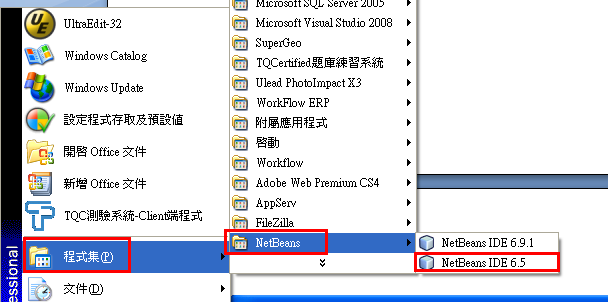 UltraEdit-32
Windows Catalog
Windows Update
設定程式存取及預設值
開啟 Office 文件
新增 Office 文件
TQC測驗系統-Client端程式
程式集(P)
文件(D)
Microsoft SQL Server 2005
Microsoft Visual Studio 2008
SuperGeo
TQCertified題庫練習系統
Ulead PhotoImpact X3
WorkFlow ERP
附屬應用程式
啟動
Workflow
Adobe Web Premium CS4
AppServ
FileZilla
NetBeans
NetBeans IDE 6.9.1
NetBeans IDE 6.5